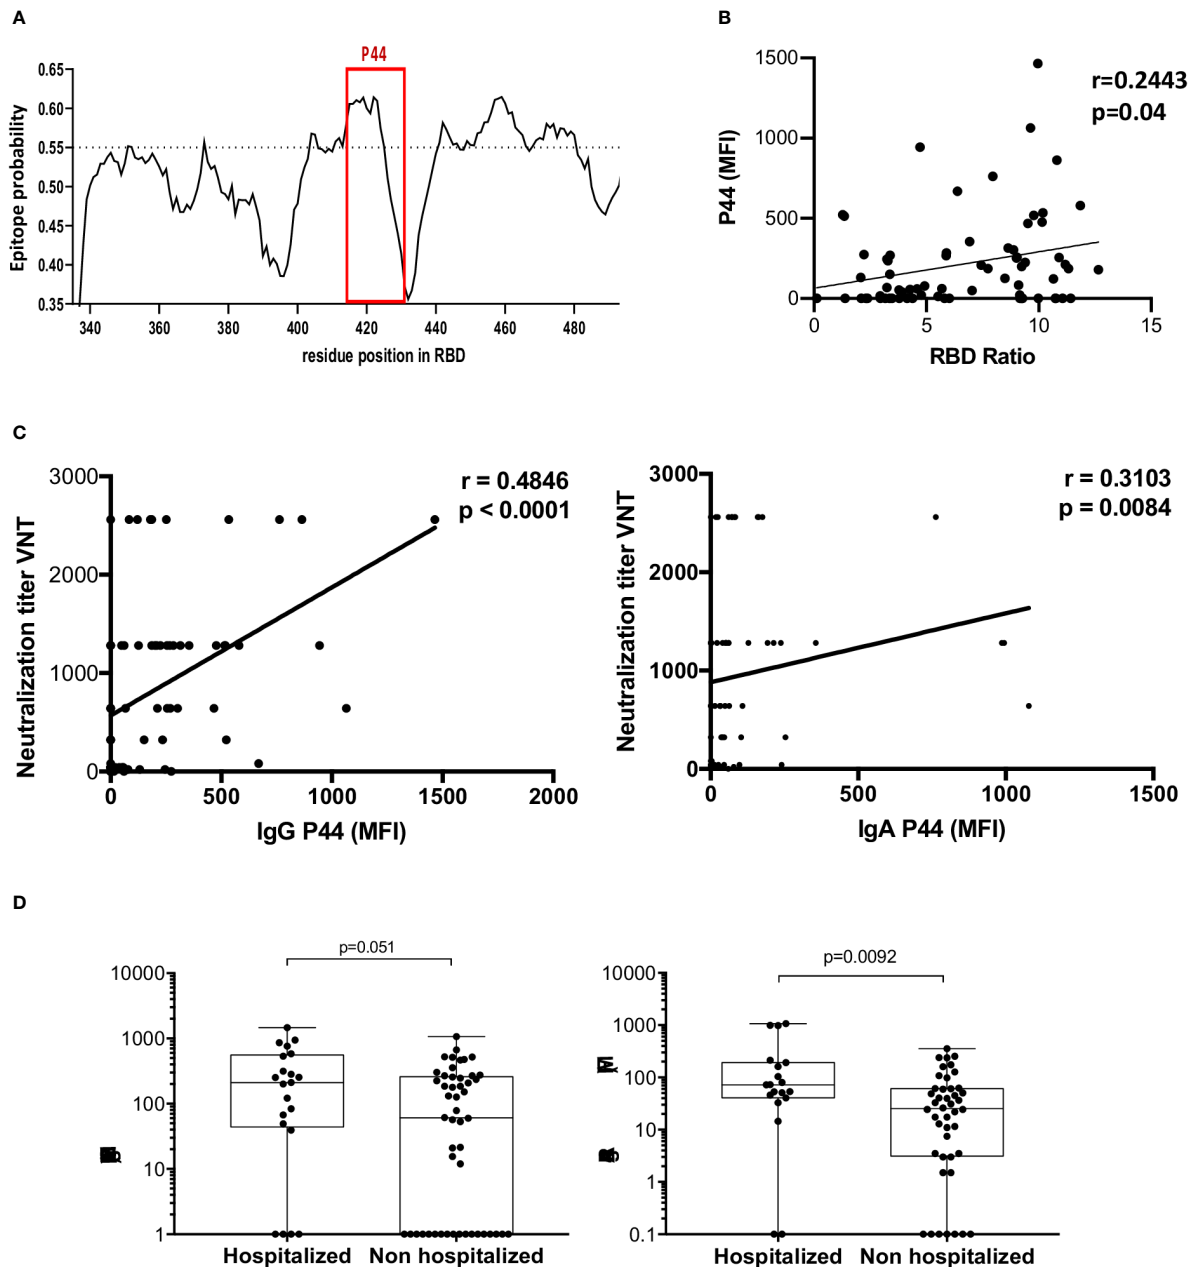 A
P44
0.65
0.60
0.55
0.50
0.45
0.40
0.35
Epitope probability
340 360 380 400 420 440 460 480
residue position in RBD
B
r=0.2443
p=0.04
1500
1000
500
0
P44 (MFI)
0 5 10 15
RBD Ratio
C
r = 0.4846
p < 0.0001
3000
2000
1000
0
Neutralization titer VNT
0 500 1000 1500 2000
IgG P44 (MFI)
r = 0.3103
p = 0.0084
3000
2000
1000
0
Neutralization titer VNT
0 500 1000 1500
IgA P44 (MFI)
D
p=0.051
10000
1000
100
10
1
Hospitalized Non hospitalized
p=0.0092
10000
1000
100
10
1
0.1
Hospitalized Non hospitalized